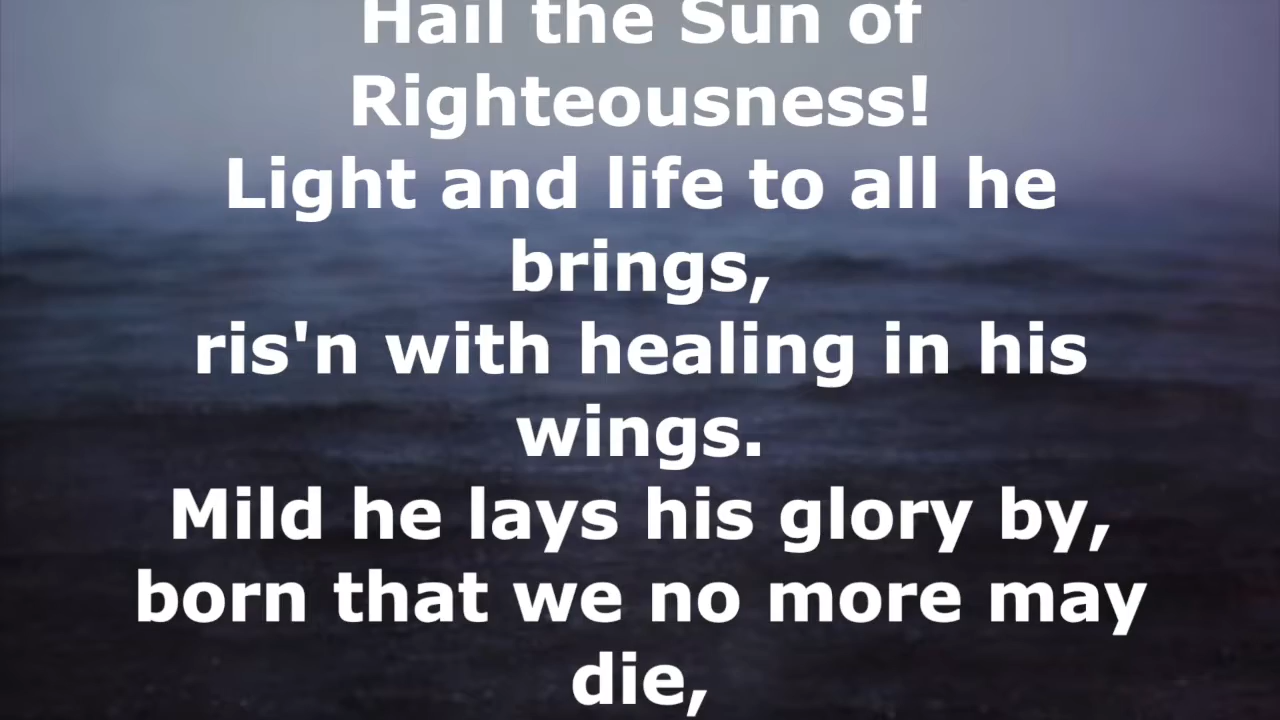 Hail the Sun of
Righteousness!
Light and life to all he
brings,
ris'n with healing in his
wings.
Mild he lays his glory by,
born that we no more may
die,